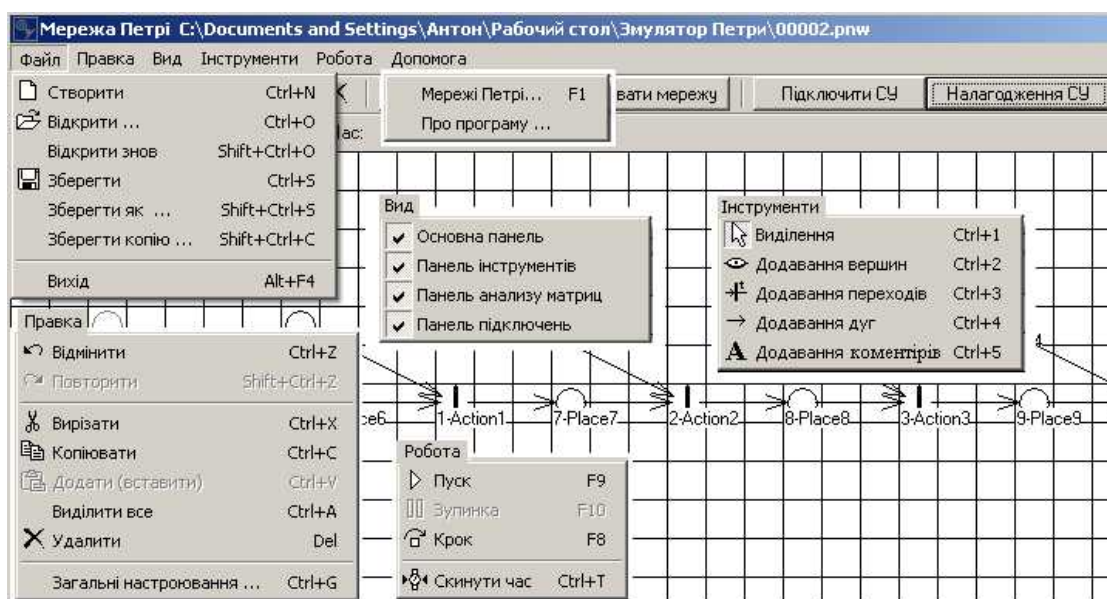 Мережа Петрі C:\Documents and Settings\Антон\Рабочий стол\Эмулятор Петри\00002.pnw
Файл Правка Вид Інструменти Робота Допомога
Створити Ctrl+N
Відкрити ... Ctrl+O
Відкрити знов Shift+Ctrl+O
Зберегти Ctrl+S
Зберегти як ... Shift+Ctrl+S
Зберегти копію ... Shift+Ctrl+C
Вихід Alt+F4
Мережі Петрі... F1
Про програму ...
вати мережу
Підключити СУ
Налагодження СУ
час:
Вид
Основна панель
Панель інструментів
Панель анализу матриц
Панель підключень
Інструменти
Виділення Ctrl+1
Додавання вершин Ctrl+2
Додавання переходів Ctrl+3
Додавання дуг Ctrl+4
Додавання коментірів Ctrl+5
Правка
Відмінити Ctrl+Z
Повторити Shift+Ctrl+Z
Вирізати Ctrl+X
Копіювати Ctrl+C
Додати (вставити) Ctrl+V
Виділити все Ctrl+A
Удалити Del
Загальні настроювання ... Ctrl+G
ce6 1-Action1 7-Place7 2-Action2 8-Place8 3-Action3 9-Place9
Робота
Пуск F9
Зупинка F10
Крок F8
Скинути час Ctrl+T